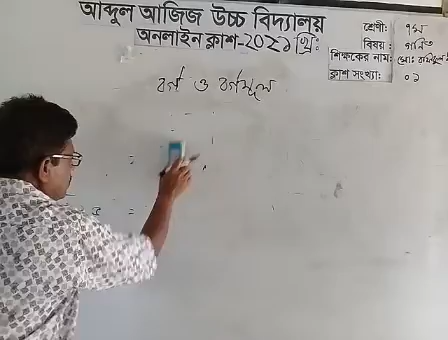 আব্দুল আজিজ উচ্চ বিদ্যালয়
অনলাইন ক্লাশ-২০২১ খ্রি:
শ্রেণী: ৭ম
বিষয়: গণিত
শিক্ষকের নাম: মো:
ক্লাশ সংখ্যা: ০১
বর্গ ও বর্গমূল